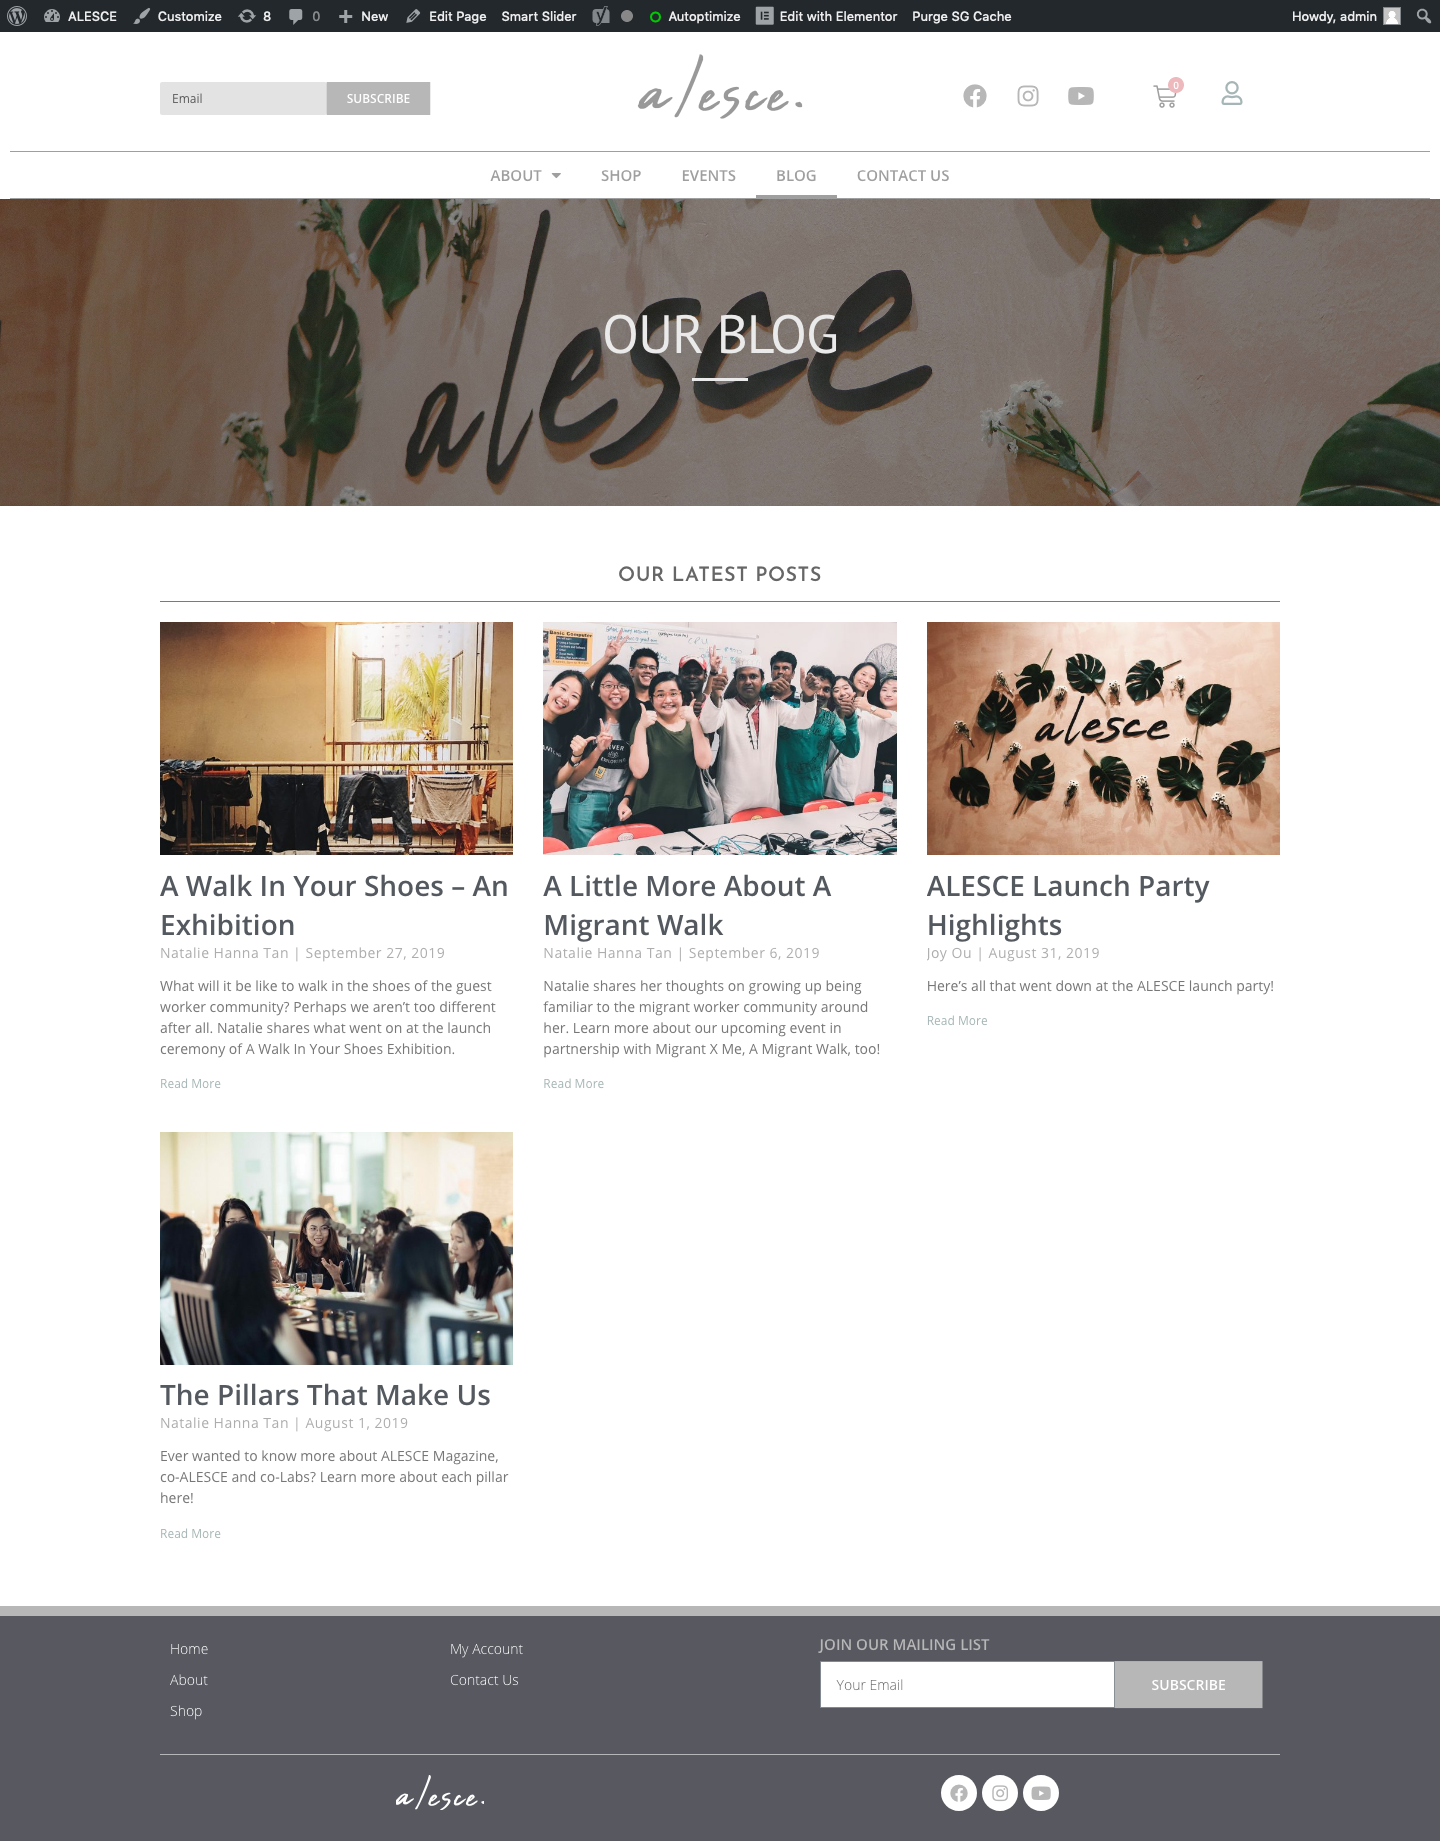 ALESCE Customize 8 0 New Edit Page Smart Slider Autoptimize Edit with Elementor Purge SG Cache Howdy, admin
Email SUBSCRIBE
alesce.
0
ABOUT SHOP EVENTS BLOG CONTACT US
alesce
OUR BLOG
OUR LATEST POSTS
Basic Computer
alesce
A Walk In Your Shoes – An
Exhibition
Natalie Hanna Tan | September 27, 2019
What will it be like to walk in the shoes of the guest
worker community? Perhaps we aren’t too different
after all. Natalie shares what went on at the launch
ceremony of A Walk In Your Shoes Exhibition.
Read More
A Little More About A
Migrant Walk
Natalie Hanna Tan | September 6, 2019
Natalie shares her thoughts on growing up being
familiar to the migrant worker community around
her. Learn more about our upcoming event in
partnership with Migrant X Me, A Migrant Walk, too!
Read More
ALESCE Launch Party
Highlights
Joy Ou | August 31, 2019
Here’s all that went down at the ALESCE launch party!
Read More
The Pillars That Make Us
Natalie Hanna Tan | August 1, 2019
Ever wanted to know more about ALESCE Magazine,
co-ALESCE and co-Labs? Learn more about each pillar
here!
Read More
Home
About
Shop
My Account
Contact Us
JOIN OUR MAILING LIST
Your Email SUBSCRIBE
alesce.